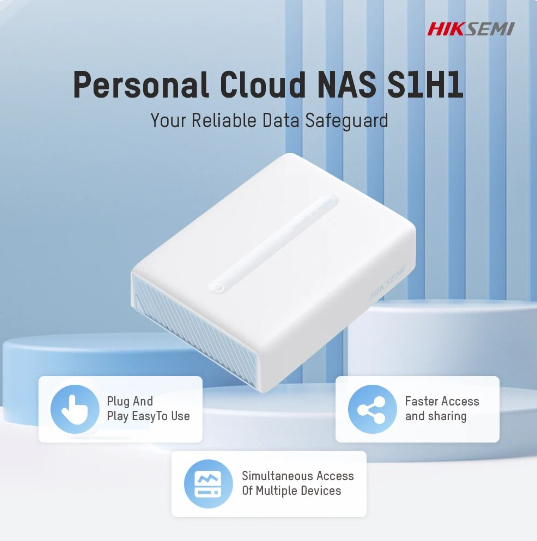 HIKSEMI
Personal Cloud NAS S1H1
Your Reliable Data Safeguard
HIKSEMI
Plug And
Play EasyTo Use
Faster Access
and sharing
Simultaneous Access
Of Multiple Devices